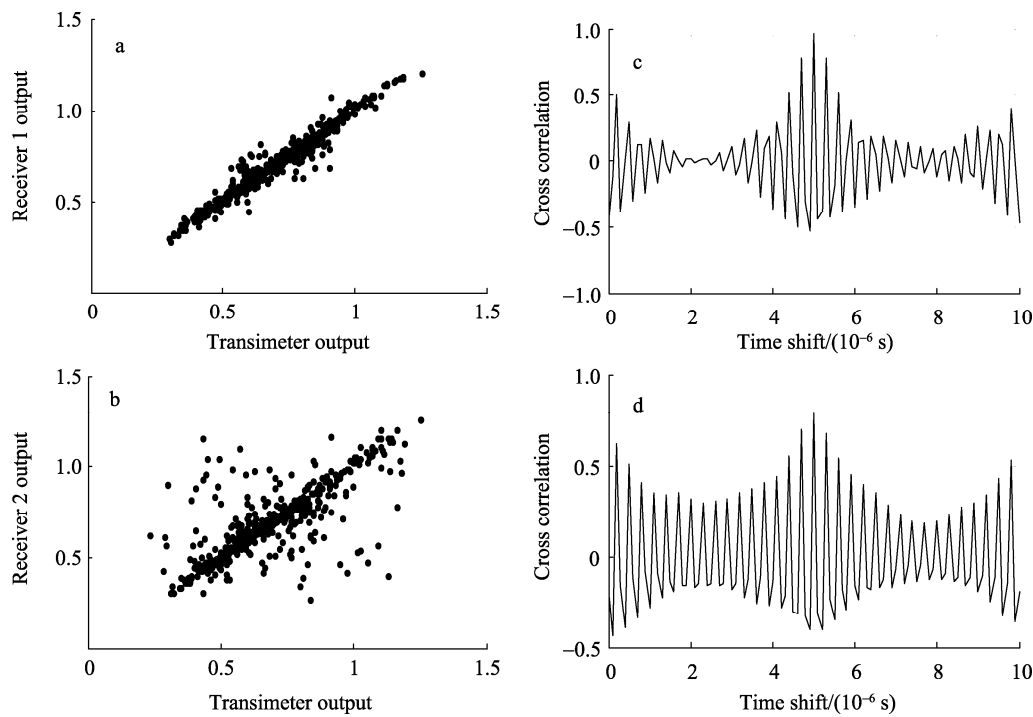 a
1.5
1.0
0.5
0
0.5
1
1.5
Receiver 1 output
Transimeter output
c
1.0
0.5
0
−0.5
−1.0
0
2
4
6
8
10
Cross correlation
Time shift/(10⁻⁶ s)
b
1.5
1.0
0.5
0
0.5
1
1.5
Receiver 2 output
Transimeter output
d
1.0
0.5
0
−0.5
0
2
4
6
8
10
Cross correlation
Time shift/(10⁻⁶ s)